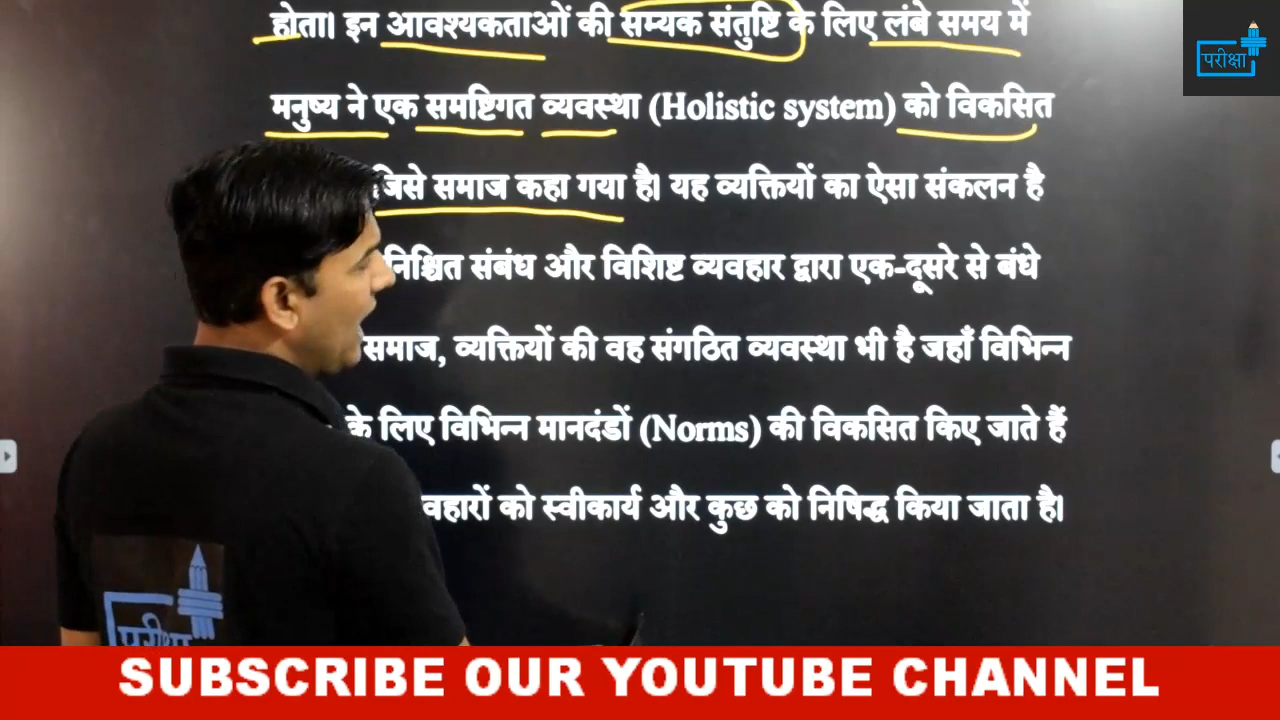 होता। इन आवश्यकताओं की सम्यक संतुष्टि के लिए लंबे समय में
परीक्षा
मनुष्य ने एक समष्टिगत व्यवस्था (Holistic system) को विकसित
जिसे समाज कहा गया है। यह व्यक्तियों का ऐसा संकलन है
निश्चित संबंध और विशिष्ट व्यवहार द्वारा एक-दूसरे से बंधे
समाज, व्यक्तियों की वह संगठित व्यवस्था भी है जहाँ विभिन्न
के लिए विभिन्न मानदंडों (Norms) की विकसित किए जाते हैं
वहारों को स्वीकार्य और कुछ को निषिद्ध किया जाता है।
परीक्षा
SUBSCRIBE OUR YOUTUBE CHANNEL